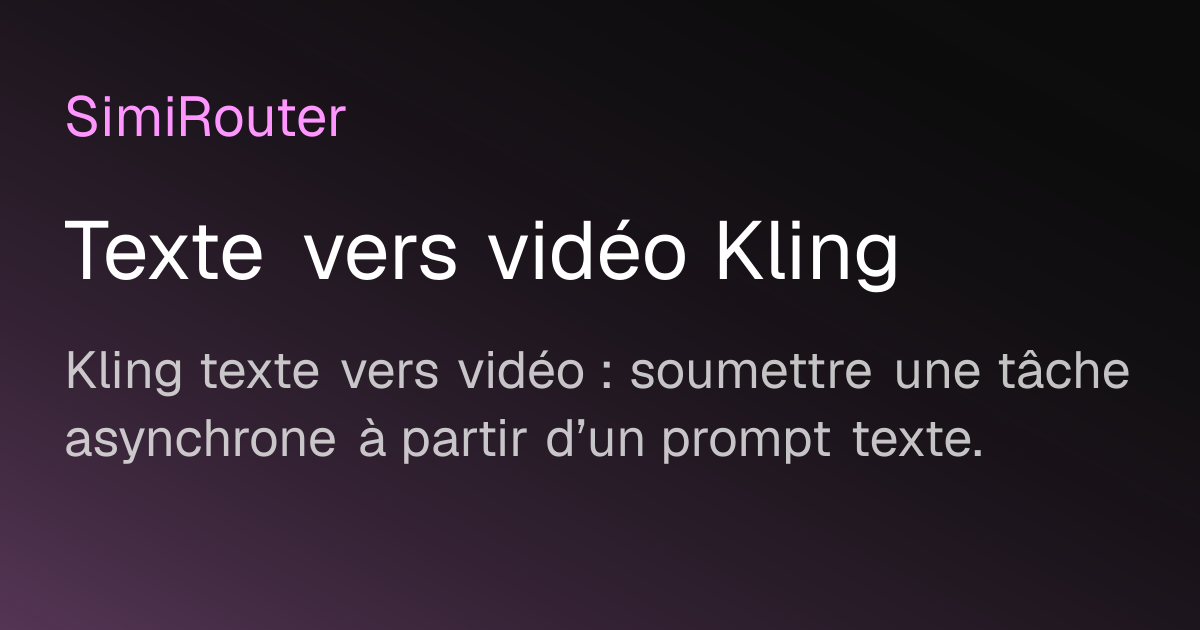 SimiRouter
Texte vers vidéo Kling
Kling texte vers vidéo : soumettre une tâche
asynchrone à partir d’un prompt texte.